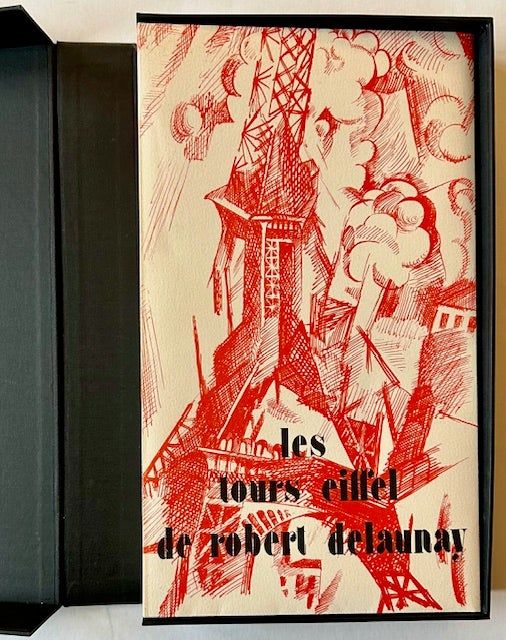 les
tours eiffel
de robert delaunay